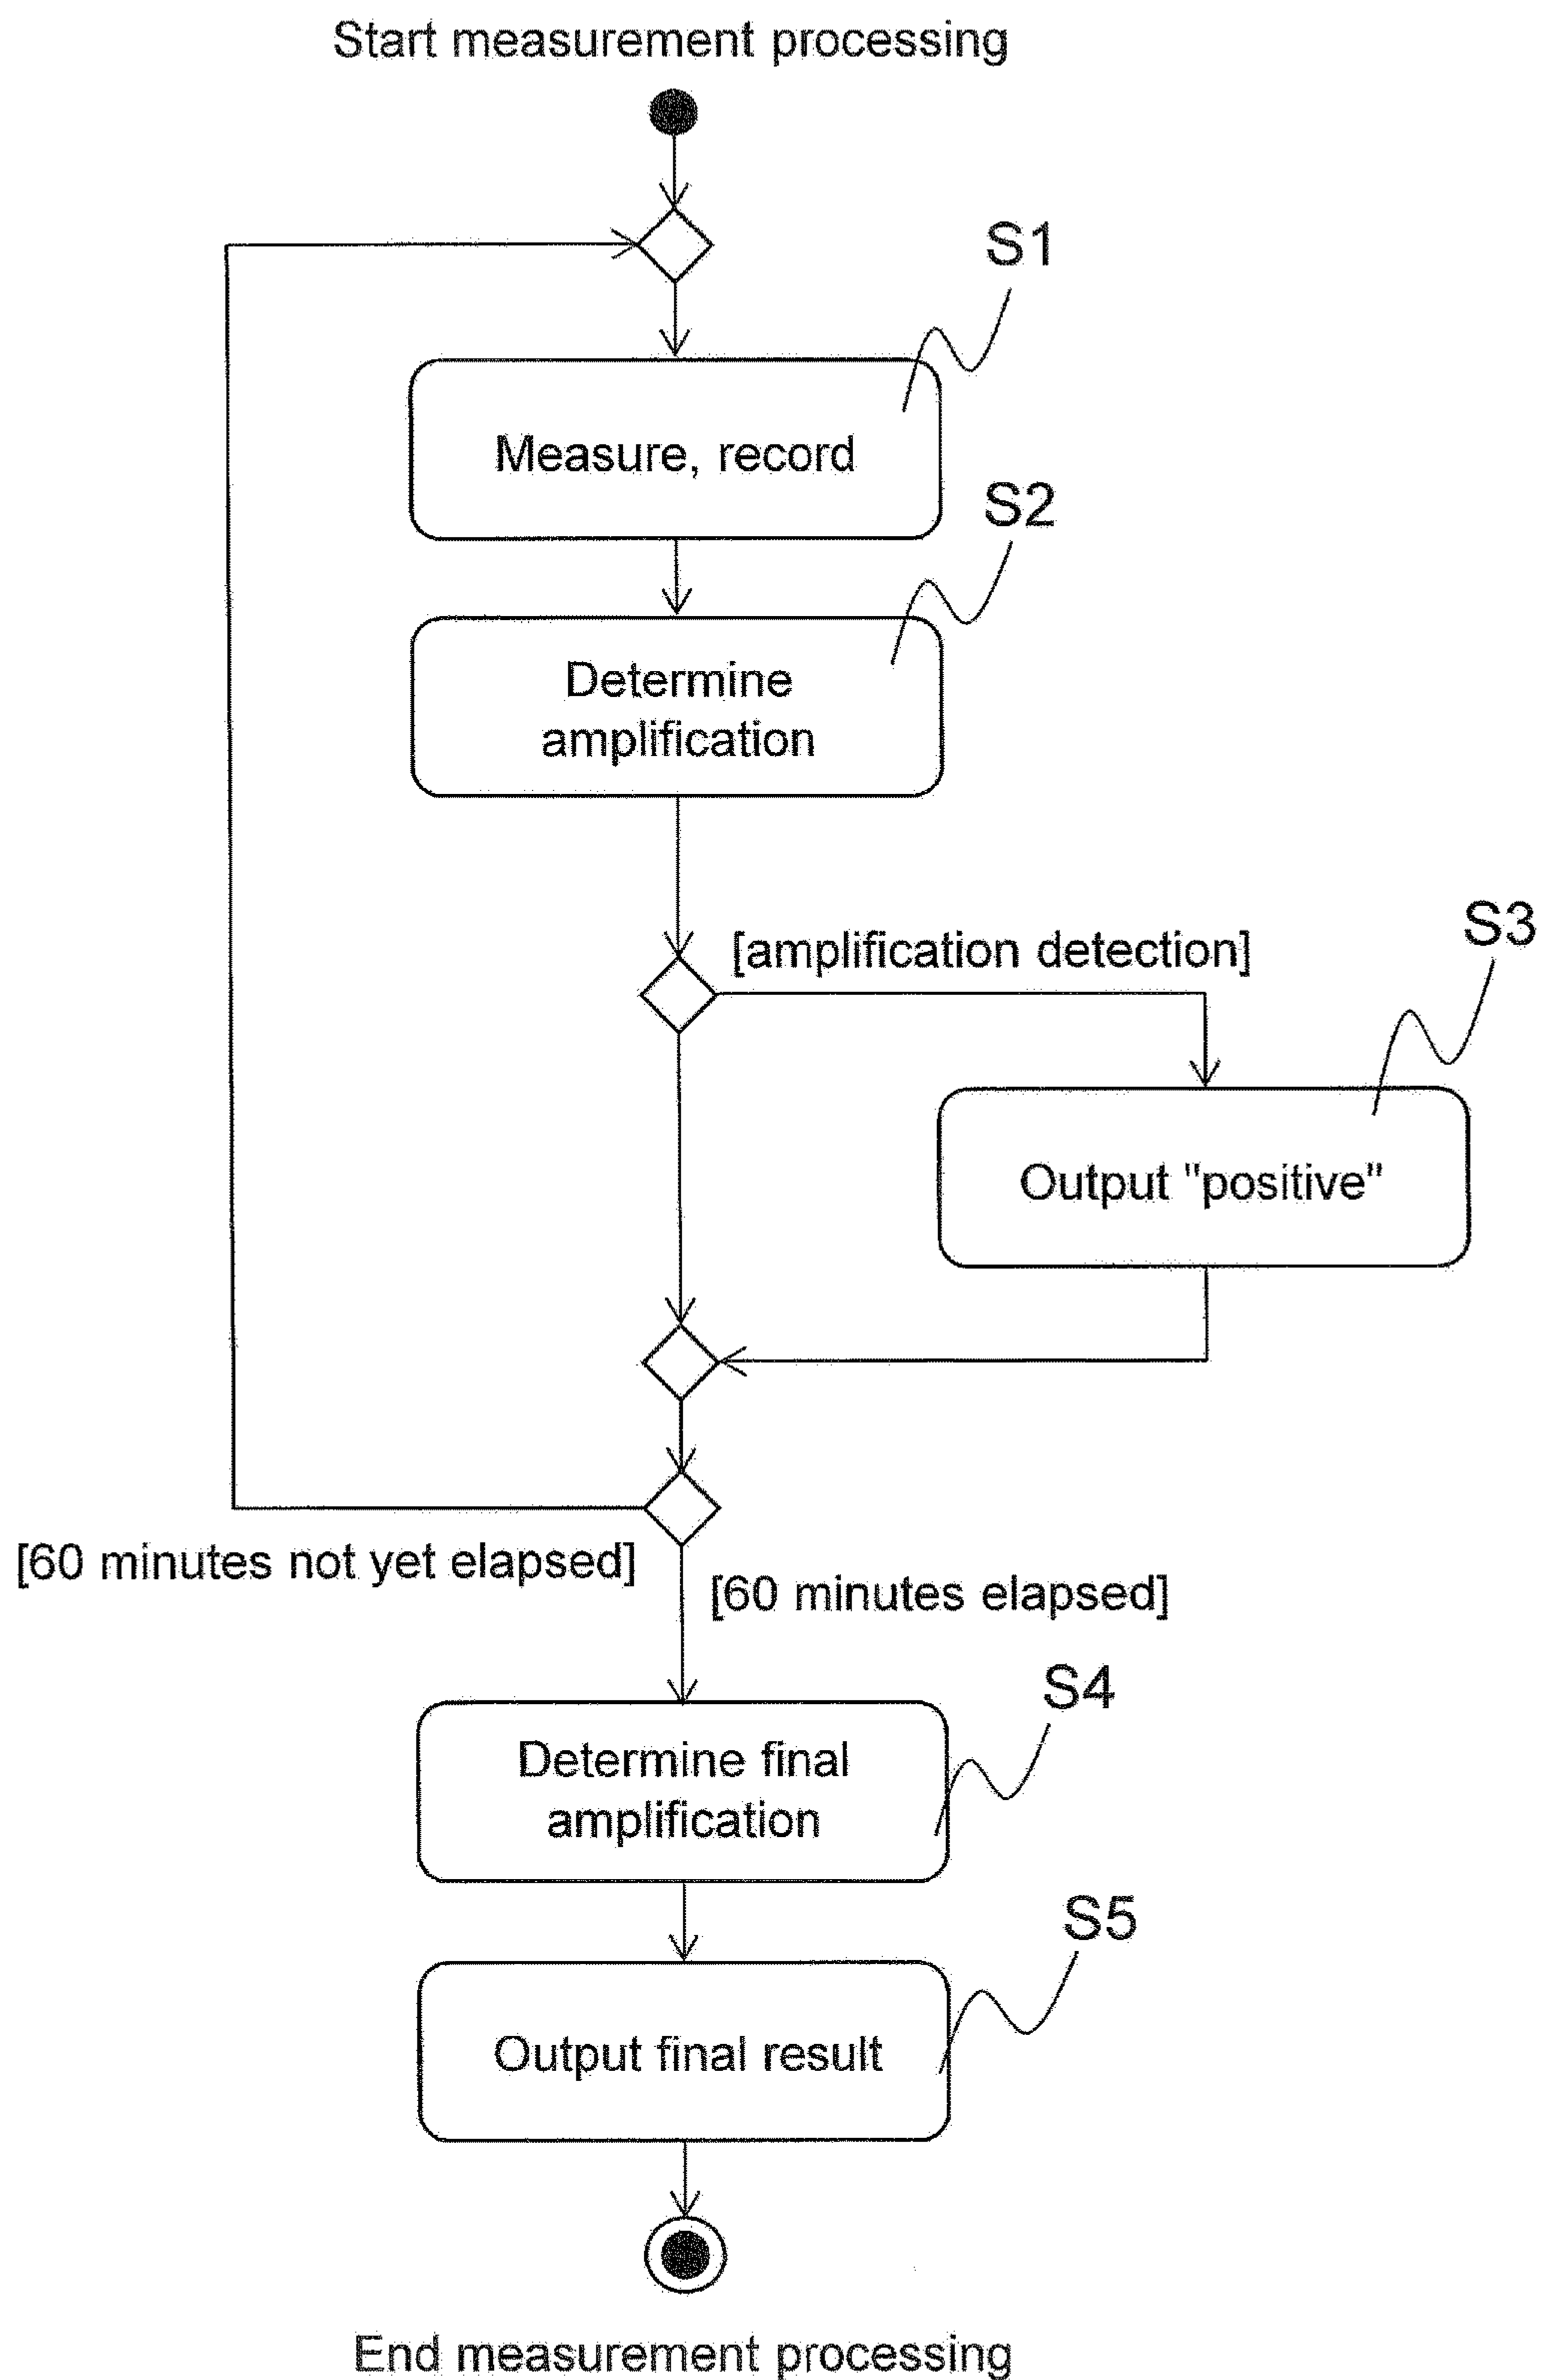 Start measurement processing
S1
Measure, record
S2
Determine
amplification
[amplification detection]
S3
Output "positive"
[60 minutes not yet elapsed]
[60 minutes elapsed]
S4
Determine final
amplification
S5
Output final result
End measurement processing